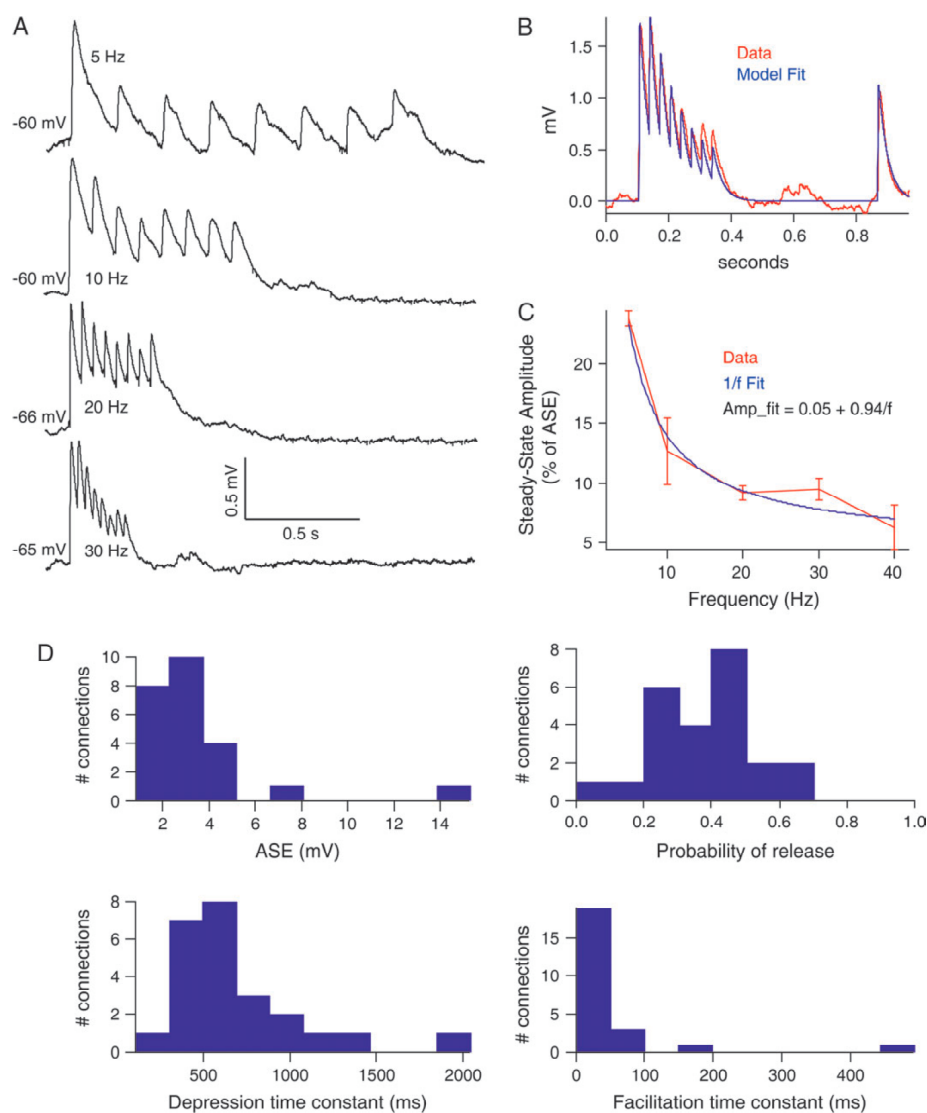 A
5 Hz
-60 mV
10 Hz
-60 mV
20 Hz
-66 mV
0.5 mV
0.5 s
30 Hz
-65 mV
B
Data
Model Fit
mV
1.5
1.0
0.5
0.0
0.0 0.2 0.4 0.6 0.8
seconds
C
Data
1/f Fit
Amp_fit = 0.05 + 0.94/f
Steady-State Amplitude
(% of ASE)
20
15
10
5
10 20 30 40
Frequency (Hz)
D
# connections
10
8
6
4
2
0
2 4 6 8 10 12 14
ASE (mV)
# connections
8
6
4
2
0
0.0 0.2 0.4 0.6 0.8 1.0
Probability of release
# connections
8
6
4
2
0
500 1000 1500 2000
Depression time constant (ms)
# connections
15
10
5
0
0 100 200 300 400
Facilitation time constant (ms)